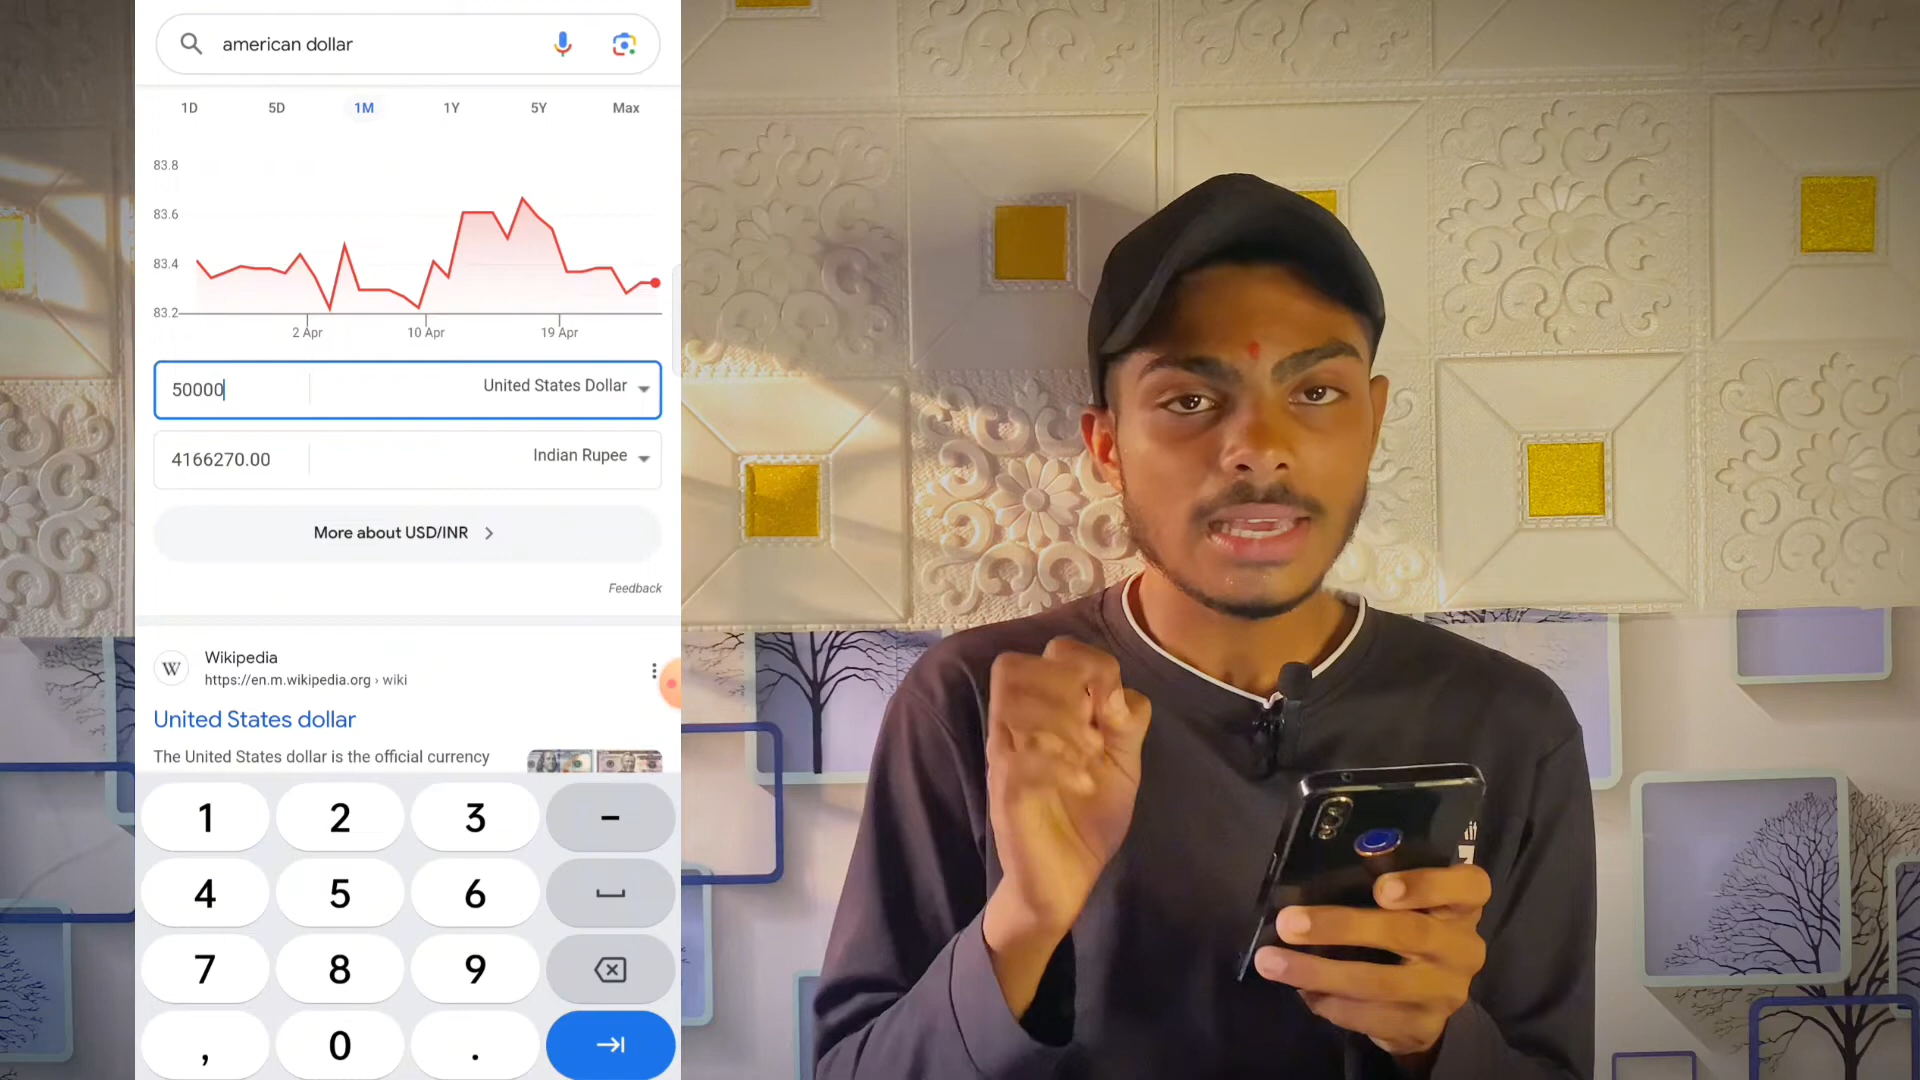 american dollar
1D 5D 1M 1Y 5Y Max
83.8
83.6
83.4
83.2
2 Apr 10 Apr 19 Apr
50000 United States Dollar
4166270.00 Indian Rupee
More about USD/INR
Feedback
W Wikipedia
https://en.m.wikipedia.org › wiki
United States dollar
The United States dollar is the official currency
1 2 3 -
4 5 6
7 8 9
, 0 .